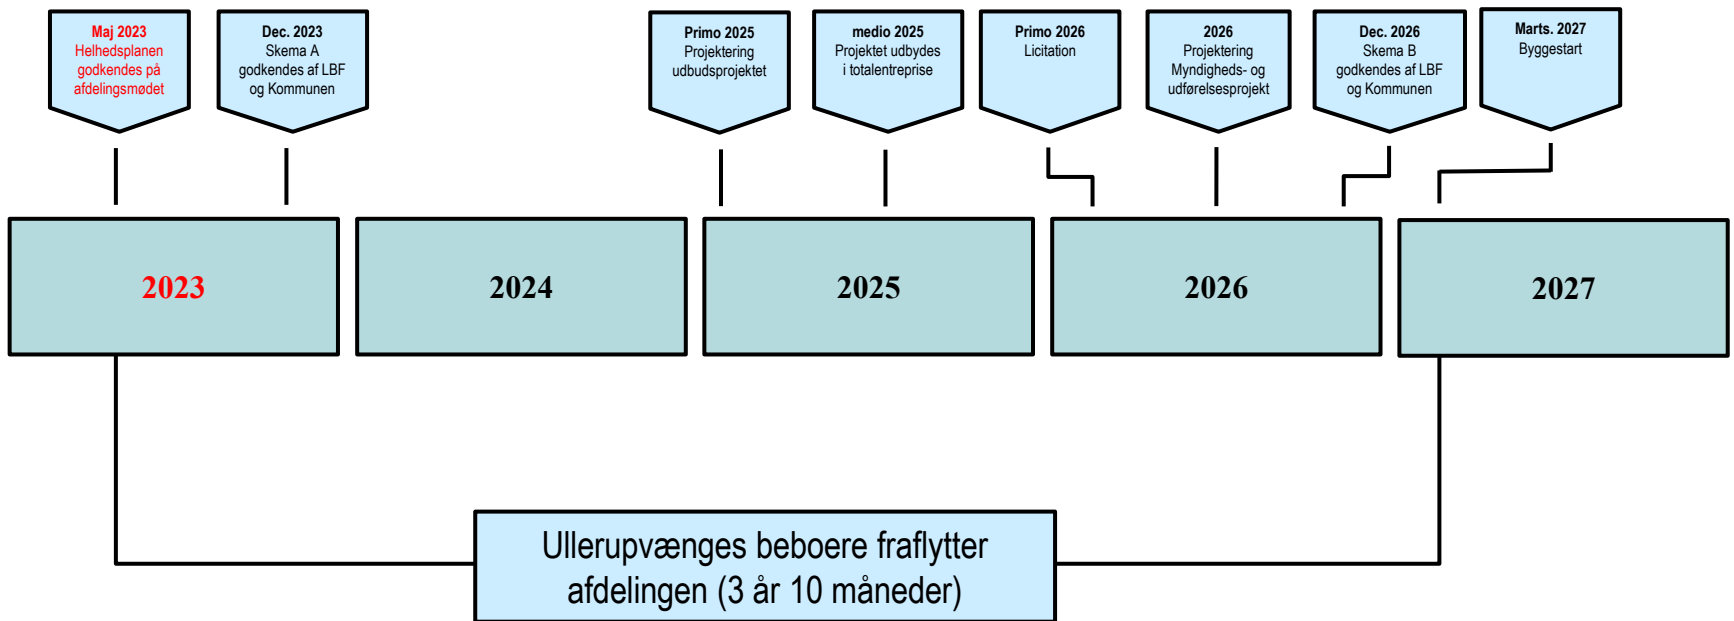 Maj 2023
Helhedsplanen
godkendes på
afdelingsmødet
Dec. 2023
Skema A
godkendes af LBF
og Kommunen
Primo 2025
Projektering
udbudsprojektet
medio 2025
Projektet udbydes
i totalentreprise
Primo 2026
Licitation
2026
Projektering
Myndigheds- og
udførelsesprojekt
Dec. 2026
Skema B
godkendes af LBF
og Kommunen
Marts. 2027
Byggestart
2023
2024
2025
2026
2027
Ullerupvænges beboere fraflytter
afdelingen (3 år 10 måneder)